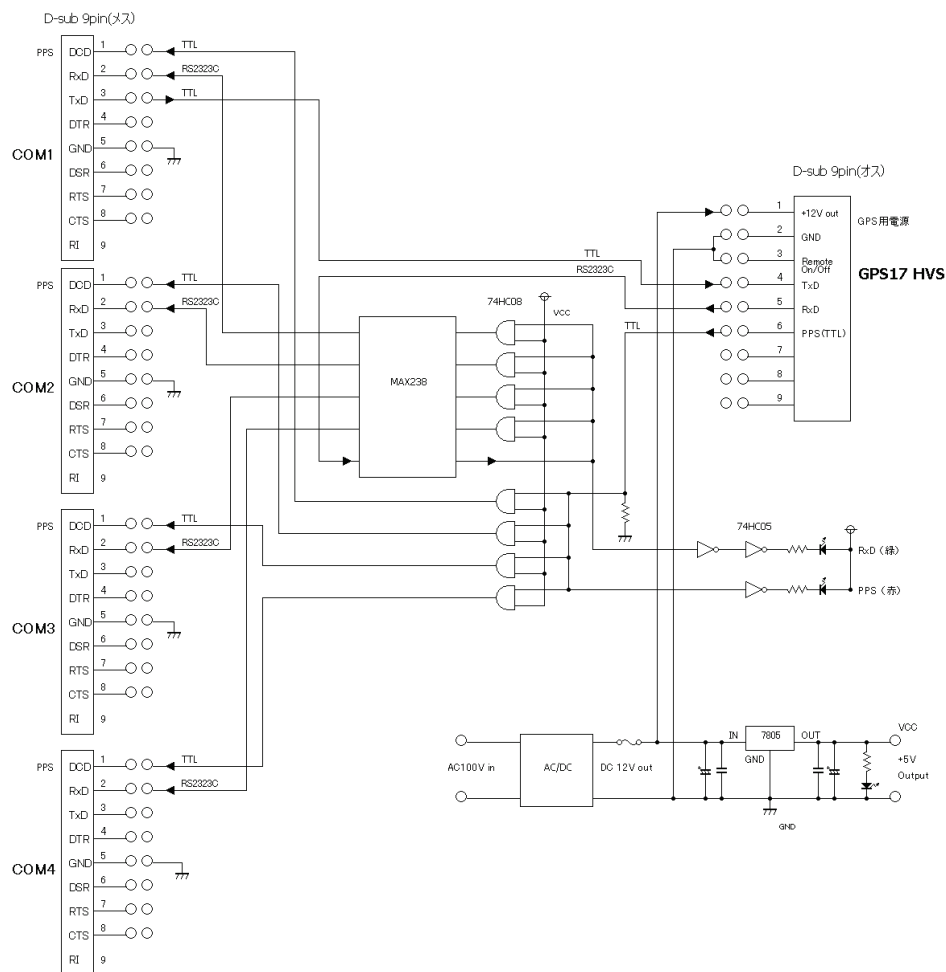 D-sub 9pin(メス)
COM1
PPS
DCD 1 TTL
RxD 2 RS2323C
TxD 3 TTL
DTR 4
GND 5
DSR 6
RTS 7
CTS 8
RI 9
COM2
PPS
DCD 1 TTL
RxD 2 RS2323C
TxD 3
DTR 4
GND 5
DSR 6
RTS 7
CTS 8
RI 9
COM3
PPS
DCD 1 TTL
RxD 2 RS2323C
TxD 3
DTR 4
GND 5
DSR 6
RTS 7
CTS 8
RI 9
COM4
PPS
DCD 1 TTL
RxD 2 RS2323C
TxD 3
DTR 4
GND 5
DSR 6
RTS 7
CTS 8
RI 9
MAX238
74HC08
VCC
D-sub 9pin(オス)
1 +12V out
GPS用電源
2 GND
3 Remote On/Off
GPS17 HVS
TTL
4 TxD
RS2323C
5 RxD
TTL
6 PPS(TTL)
7
8
9
74HC05
RxD (緑)
PPS (赤)
AC100V in
AC/DC
DC 12V out
IN
7805
OUT
GND
VCC
+5V
Output
GND